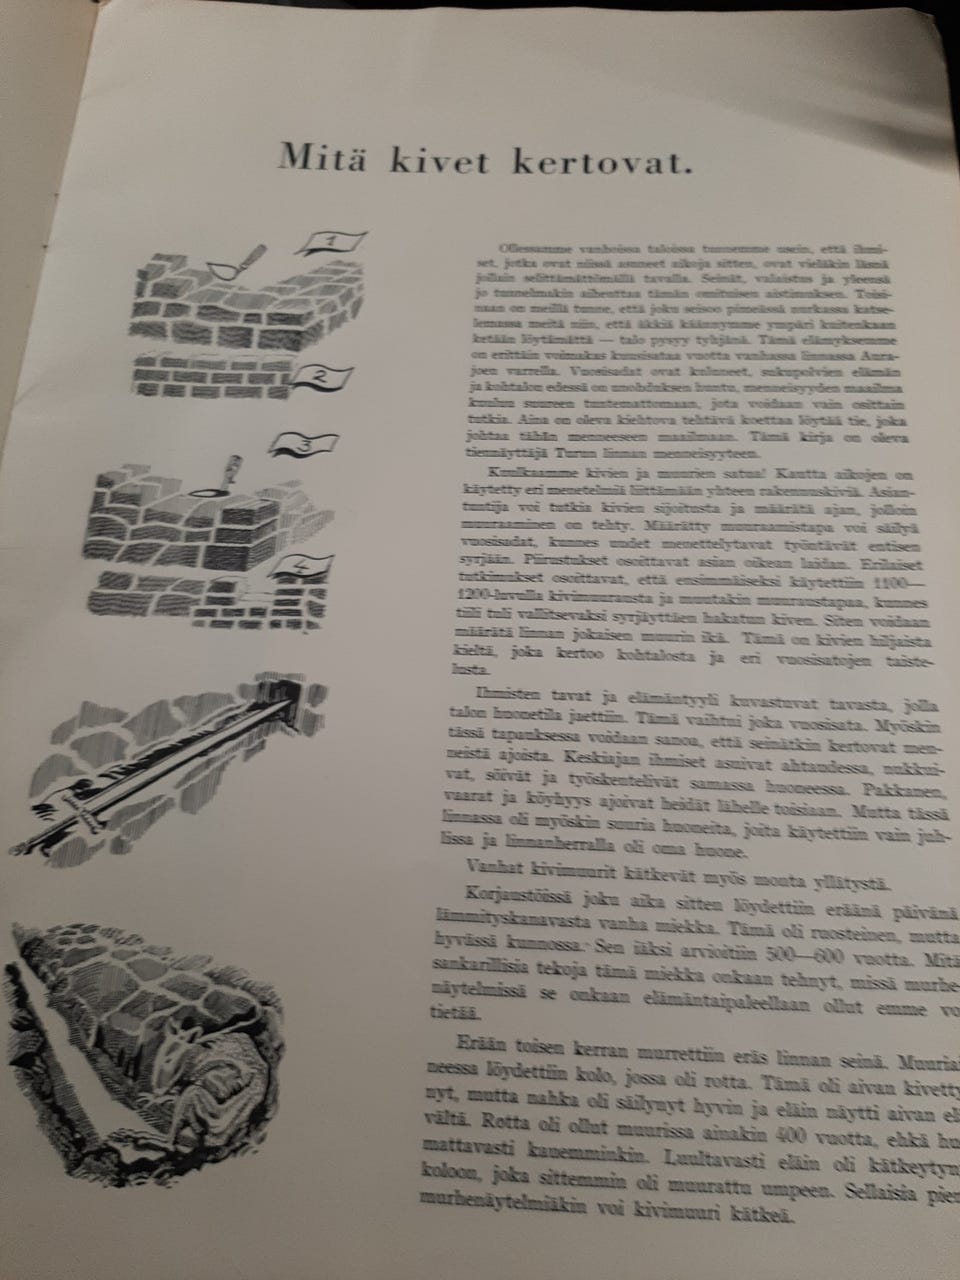 Mitä kivet kertovat.
1
2
3
4
Ollessamme vanhoissa taloissa tunnemme usein, että ihmi-
set, jotka ovat niissä asuneet aikoja sitten, ovat vieläkin läsnä
jollain selittämättömällä tavalla. Seinät, valaistus ja yleensä
jo tunnelmakin aiheuttaa tämän omituisen aistimuksen. Toisi-
naan on meillä tunne, että joku seisoo pimeässä nurkassa katse-
lemassa meitä niin, että äkkiä käännymme ympäri kuitenkaan
ketään löytämättä — talo pysyy tyhjänä. Tämä elämyksemme
on erittäin voimakas kuusisataa vuotta vanhassa linnassa Aura-
joen varrella. Vuosisadat ovat kuluneet, sukupolvien elämän
ja kohtalon edessä on unohduksen huntu, menneisyyden maailma
kuuluu suureen tuntemattomaan, jota voidaan vain osittain
tutkia. Aina on oleva kiehtova tehtävä koettaa löytää tie, joka
johtaa tähän menneeseen maailmaan. Tämä kirja on oleva
tiennäyttäjä Turun linnan menneisyyteen.
Kuulkaamme kivien ja muurien satua! Kautta aikojen on
käytetty eri menetelmiä liittämään yhteen rakennuskiviä. Asian-
tuntija voi tutkia kivien sijoitusta ja määrätä ajan, jolloin
muuraaminen on tehty. Määrätty muuraamistapa voi säilyä
vuosisadat, kunnes uudet menettelytavat työntävät entisen
syrjään. Piirustukset osoittavat asian oikean laidan. Erilaiset
tutkimukset osoittavat, että ensimmäiseksi käytettiin 1100—
1200-luvulla kivimuurausta ja muutakin muuraustapaa, kunnes
tiili tuli vallitsevaksi syrjäyttäen hakatun kiven. Siten voidaan
määrätä linnan jokaisen muurin ikä. Tämä on kivien hiljaista
kieltä, joka kertoo kohtalosta ja eri vuosisatojen taiste-
lusta.
Ihmisten tavat ja elämäntyyli kuvastuvat tavasta, jolla
talon huonetila jaettiin. Tämä vaihtui joka vuosisata. Myöskin
tässä tapauksessa voidaan sanoa, että seinätkin kertovat men-
neistä ajoista. Keskiajan ihmiset asuivat ahtaudessa, nukkui-
vat, söivät ja työskentelivät samassa huoneessa. Pakkanen,
vaarat ja köyhyys ajoivat heidät lähelle toisiaan. Mutta tässä
linnassa oli myöskin suuria huoneita, joita käytettiin vain juh-
lissa ja linnanherralla oli oma huone.
Vanhat kivimuurit kätkevät myös monta yllätystä.
Korjaustöissä joku aika sitten löydettiin eräänä päivänä
lämmityskanavasta vanha miekka. Tämä oli ruosteinen, mutta
hyvässä kunnossa. Sen iäksi arvioitiin 500—600 vuotta. Mitä
sankarillisia tekoja tämä miekka onkaan tehnyt, missä murhe-
näytelmissä se onkaan elämäntaipaleellaan ollut emme vo
tietää.
Erään toisen kerran murrettiin eräs linnan seinä. Muuria
neessa löydettiin kolo, jossa oli rotta. Tämä oli aivan kivetty
nyt, mutta nahka oli säilynyt hyvin ja eläin näytti aivan el
vältä. Rotta oli ollut muurissa ainakin 400 vuotta, ehkä hu
mattavasti kauemminkin. Luultavasti eläin oli kätkeytyn
koloon, joka sittemmin oli muurattu umpeen. Sellaisia pien
murhenäytelmiäkin voi kivimuuri kätkeä.